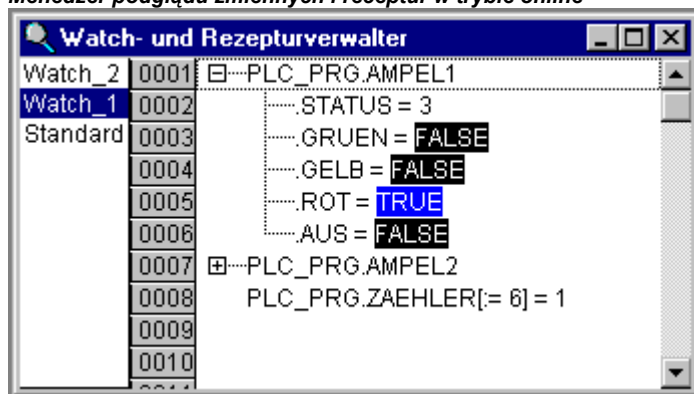 Menedżer podglądu zmiennych i receptur w trybie online
Watch- und Rezepturverwalter
Watch_2
Watch_1
Standard
0001 PLC_PRG.AMPEL1
0002 .STATUS = 3
0003 .GRUEN = FALSE
0004 .GELB = FALSE
0005 .ROT = TRUE
0006 .AUS = FALSE
0007 PLC_PRG.AMPEL2
0008 PLC_PRG.ZAEHLER[:= 6] = 1
0009
0010